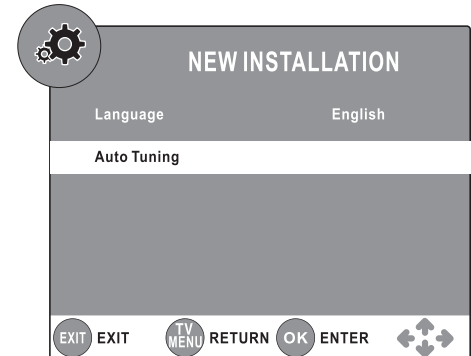 NEW INSTALLATION
Language English
Auto Tuning
EXIT EXIT TV MENU RETURN OK ENTER